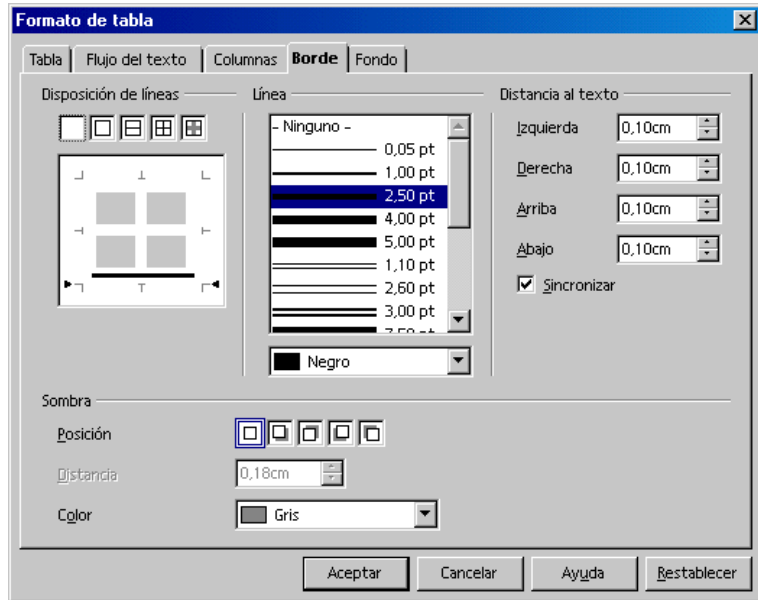 Formato de tabla
Tabla Flujo del texto Columnas Borde Fondo
Disposición de líneas
Línea
- Ninguno -
0,05 pt
1,00 pt
2,50 pt
4,00 pt
5,00 pt
1,10 pt
2,60 pt
3,00 pt
7,50 pt
Negro
Distancia al texto
Izquierda 0,10cm
Derecha 0,10cm
Arriba 0,10cm
Abajo 0,10cm
Sincronizar
Sombra
Posición
Distancia 0,18cm
Color Gris
Aceptar Cancelar Ayuda Restablecer